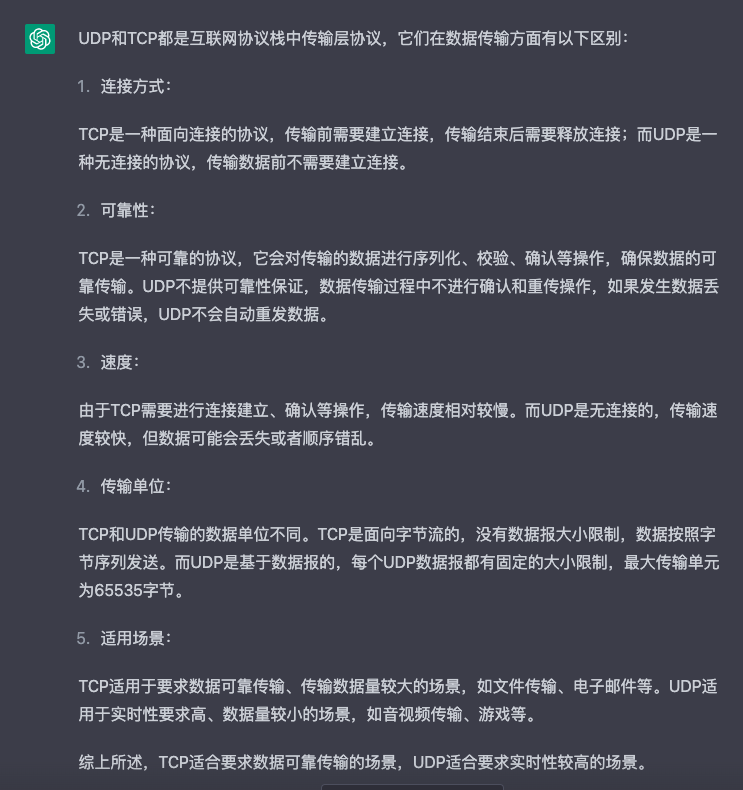 UDP和TCP都是互联网协议栈中传输层协议，它们在数据传输方面有以下区别：
1. 连接方式：
TCP是一种面向连接的协议，传输前需要建立连接，传输结束后需要释放连接；而UDP是一
种无连接的协议，传输数据前不需要建立连接。
2. 可靠性：
TCP是一种可靠的协议，它会对传输的数据进行序列化、校验、确认等操作，确保数据的可
靠传输。UDP不提供可靠性保证，数据传输过程中不进行确认和重传操作，如果发生数据丢
失或错误，UDP不会自动重发数据。
3. 速度：
由于TCP需要进行连接建立、确认等操作，传输速度相对较慢。而UDP是无连接的，传输速
度较快，但数据可能会丢失或者顺序错乱。
4. 传输单位：
TCP和UDP传输的数据单位不同。TCP是面向字节流的，没有数据报大小限制，数据按照字
节序列发送。而UDP是基于数据报的，每个UDP数据报都有固定的大小限制，最大传输单元
为65535字节。
5. 适用场景：
TCP适用于要求数据可靠传输、传输数据量较大的场景，如文件传输、电子邮件等。UDP适
用于实时性要求高、数据量较小的场景，如音视频传输、游戏等。
综上所述，TCP适合要求数据可靠传输的场景，UDP适合要求实时性较高的场景。